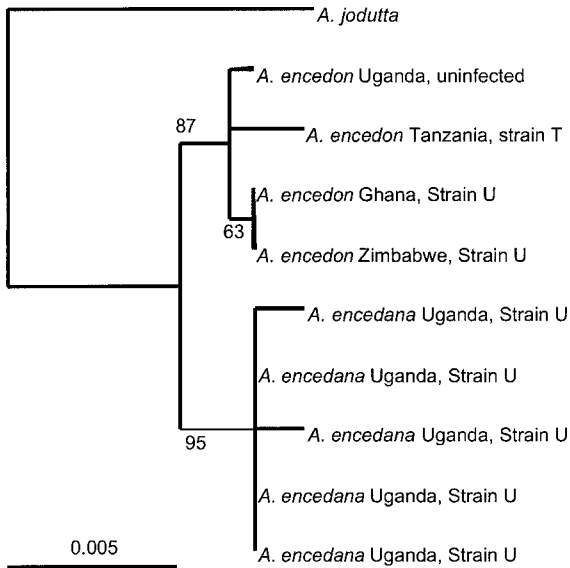 A. jodutta
A. encedon Uganda, uninfected
87
A. encedon Tanzania, strain T
A. encedon Ghana, Strain U
63
A. encedon Zimbabwe, Strain U
A. encedana Uganda, Strain U
A. encedana Uganda, Strain U
A. encedana Uganda, Strain U
95
A. encedana Uganda, Strain U
0.005
A. encedana Uganda, Strain U